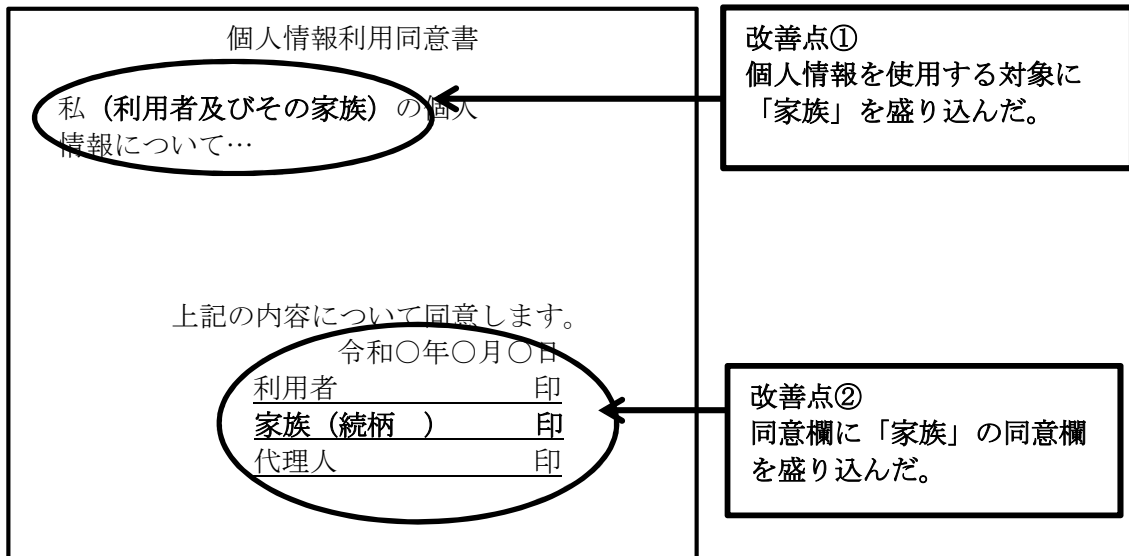 個人情報利用同意書
私（利用者及びその家族）の個人
情報について…
上記の内容について同意します。
令和○年○月○日
利用者 印
家族（続柄　） 印
代理人 印
改善点①
個人情報を使用する対象に
「家族」を盛り込んだ。
改善点②
同意欄に「家族」の同意欄
を盛り込んだ。